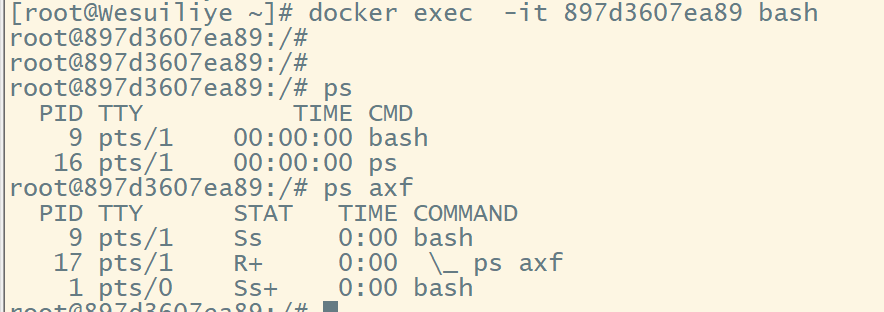 [root@Wesuiliye ~]# docker exec  -it 897d3607ea89 bash
root@897d3607ea89:/#
root@897d3607ea89:/#
root@897d3607ea89:/# ps
  PID TTY          TIME CMD
    9 pts/1    00:00:00 bash
   16 pts/1    00:00:00 ps
root@897d3607ea89:/# ps axf
  PID TTY      STAT   TIME COMMAND
    9 pts/1    Ss     0:00 bash
   17 pts/1    R+     0:00  \_ ps axf
    1 pts/0    Ss+    0:00 bash
root@897d3607ea89:/#